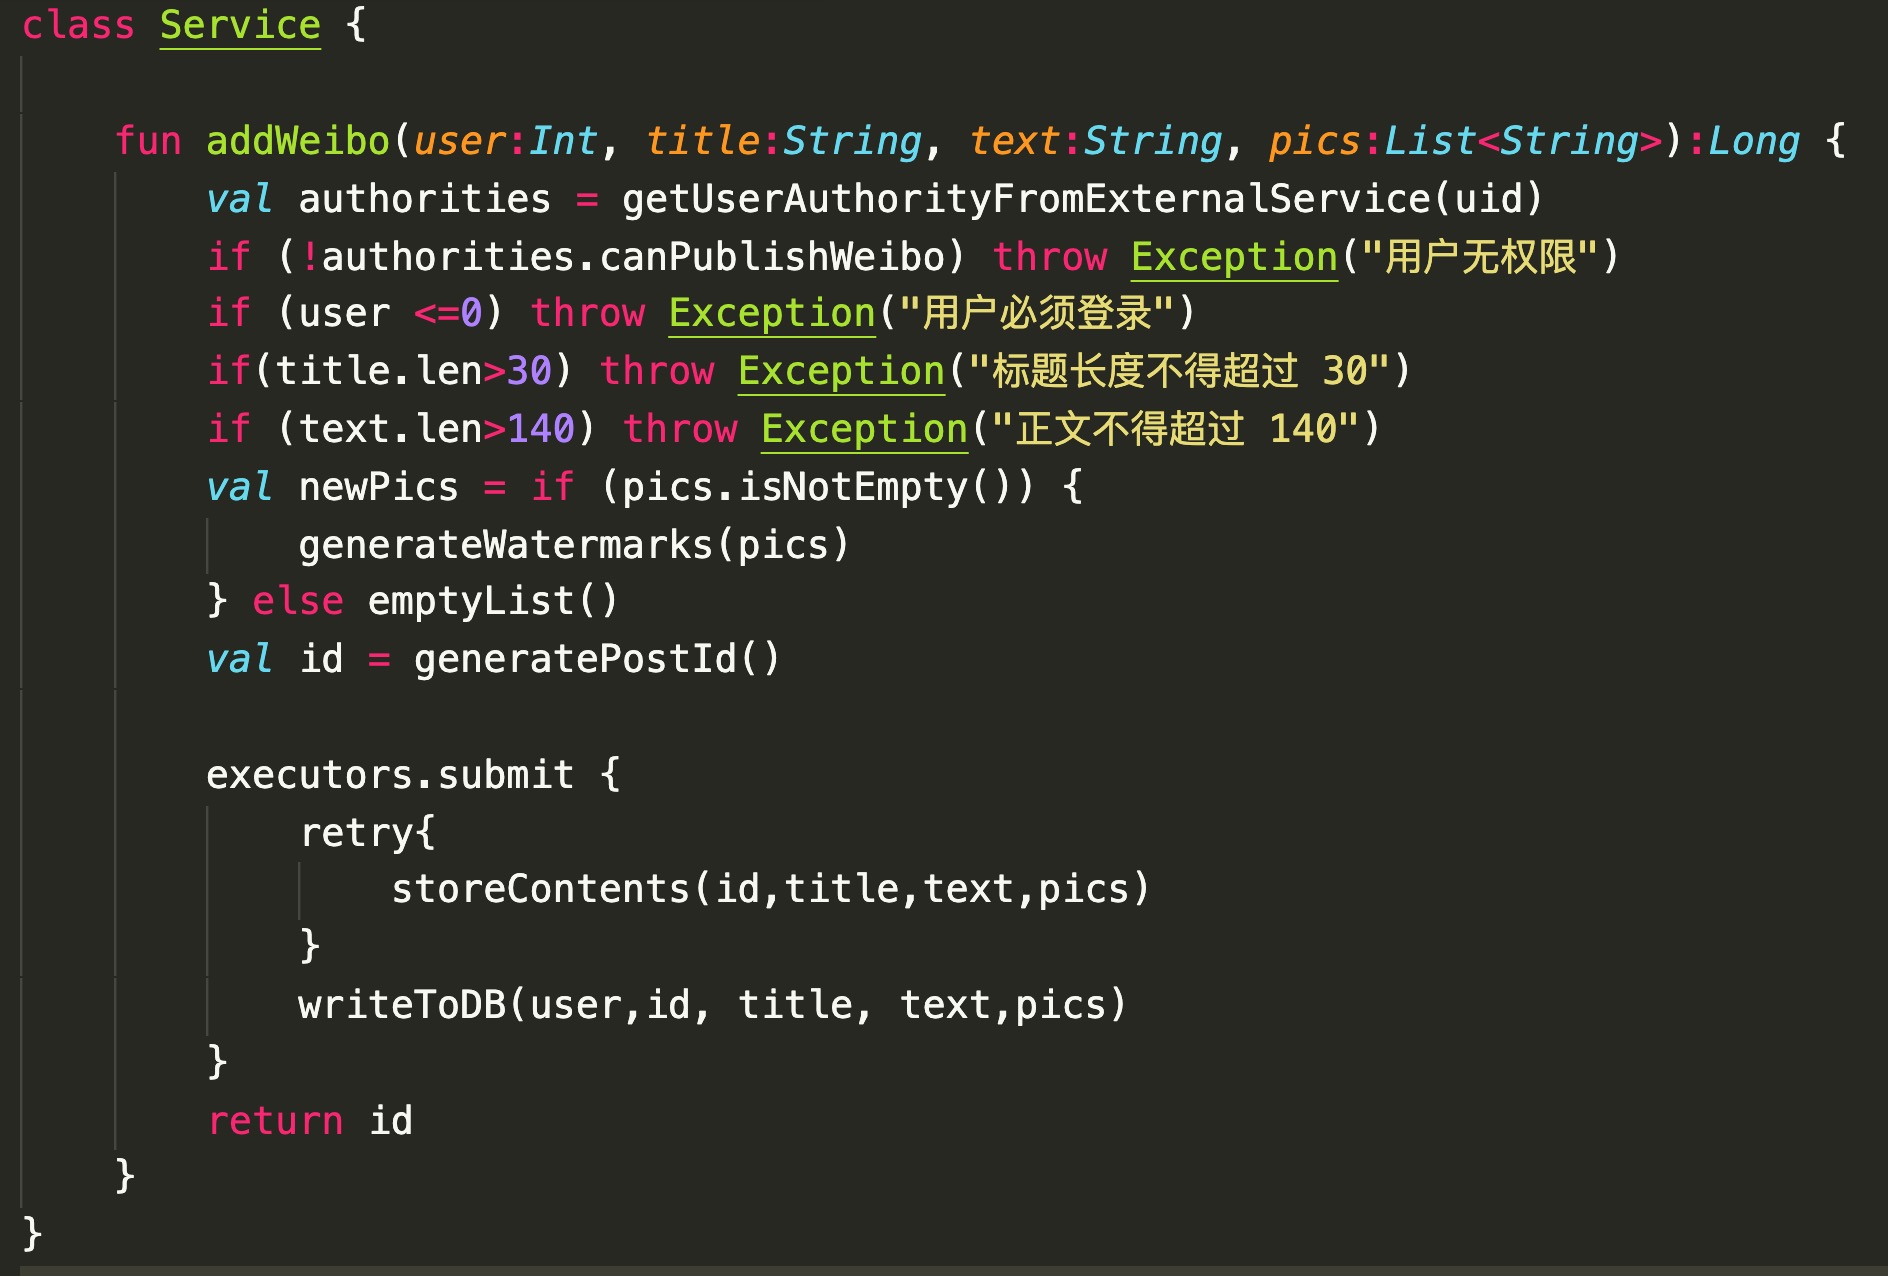 class Service {
fun addWeibo(user:Int, title:String, text:String, pics:List<String>):Long {
val authorities = getUserAuthorityFromExternalService(uid)
if (!authorities.canPublishWeibo) throw Exception("用户无权限")
if (user <=0) throw Exception("用户必须登录")
if(title.len>30) throw Exception("标题长度不得超过 30")
if (text.len>140) throw Exception("正文不得超过 140")
val newPics = if (pics.isNotEmpty()) {
generateWatermarks(pics)
} else emptyList()
val id = generatePostId()
executors.submit {
retry{
storeContents(id,title,text,pics)
}
writeToDB(user,id, title, text,pics)
}
return id
}
}